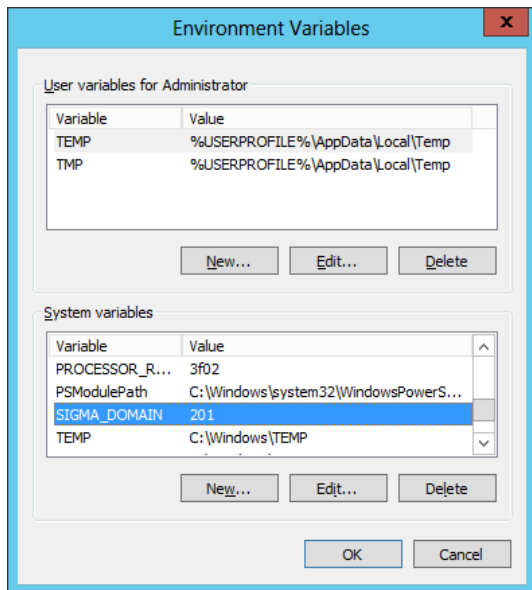 Environment Variables
x
User variables for Administrator
Variable Value
TEMP %USERPROFILE%\AppData\Local\Temp
TMP %USERPROFILE%\AppData\Local\Temp
New... Edit... Delete
System variables
Variable Value
PROCESSOR_R... 3f02
PSModulePath C:\Windows\system32\WindowsPowerS...
SIGMA_DOMAIN 201
TEMP C:\Windows\TEMP
New... Edit... Delete
OK Cancel